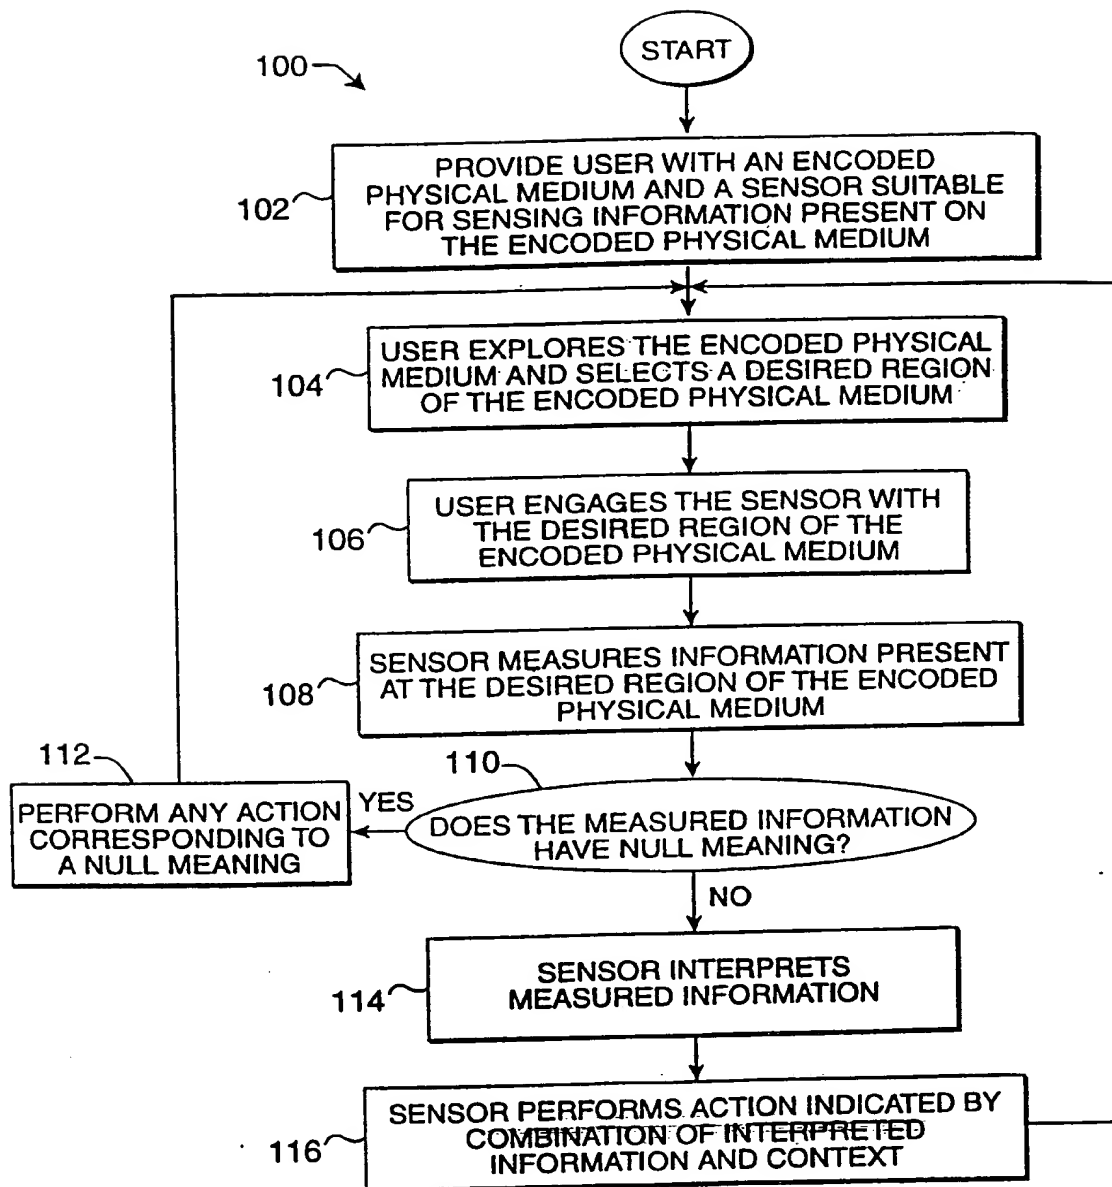 START
100
PROVIDE USER WITH AN ENCODED
PHYSICAL MEDIUM AND A SENSOR SUITABLE
FOR SENSING INFORMATION PRESENT ON
THE ENCODED PHYSICAL MEDIUM
102
USER EXPLORES THE ENCODED PHYSICAL
MEDIUM AND SELECTS A DESIRED REGION
OF THE ENCODED PHYSICAL MEDIUM
104
USER ENGAGES THE SENSOR WITH
THE DESIRED REGION OF THE
ENCODED PHYSICAL MEDIUM
106
SENSOR MEASURES INFORMATION PRESENT
AT THE DESIRED REGION OF THE ENCODED
PHYSICAL MEDIUM
108
112
110
PERFORM ANY ACTION
CORRESPONDING TO
A NULL MEANING
YES
DOES THE MEASURED INFORMATION
HAVE NULL MEANING?
NO
SENSOR INTERPRETS
MEASURED INFORMATION
114
SENSOR PERFORMS ACTION INDICATED BY
COMBINATION OF INTERPRETED
INFORMATION AND CONTEXT
116